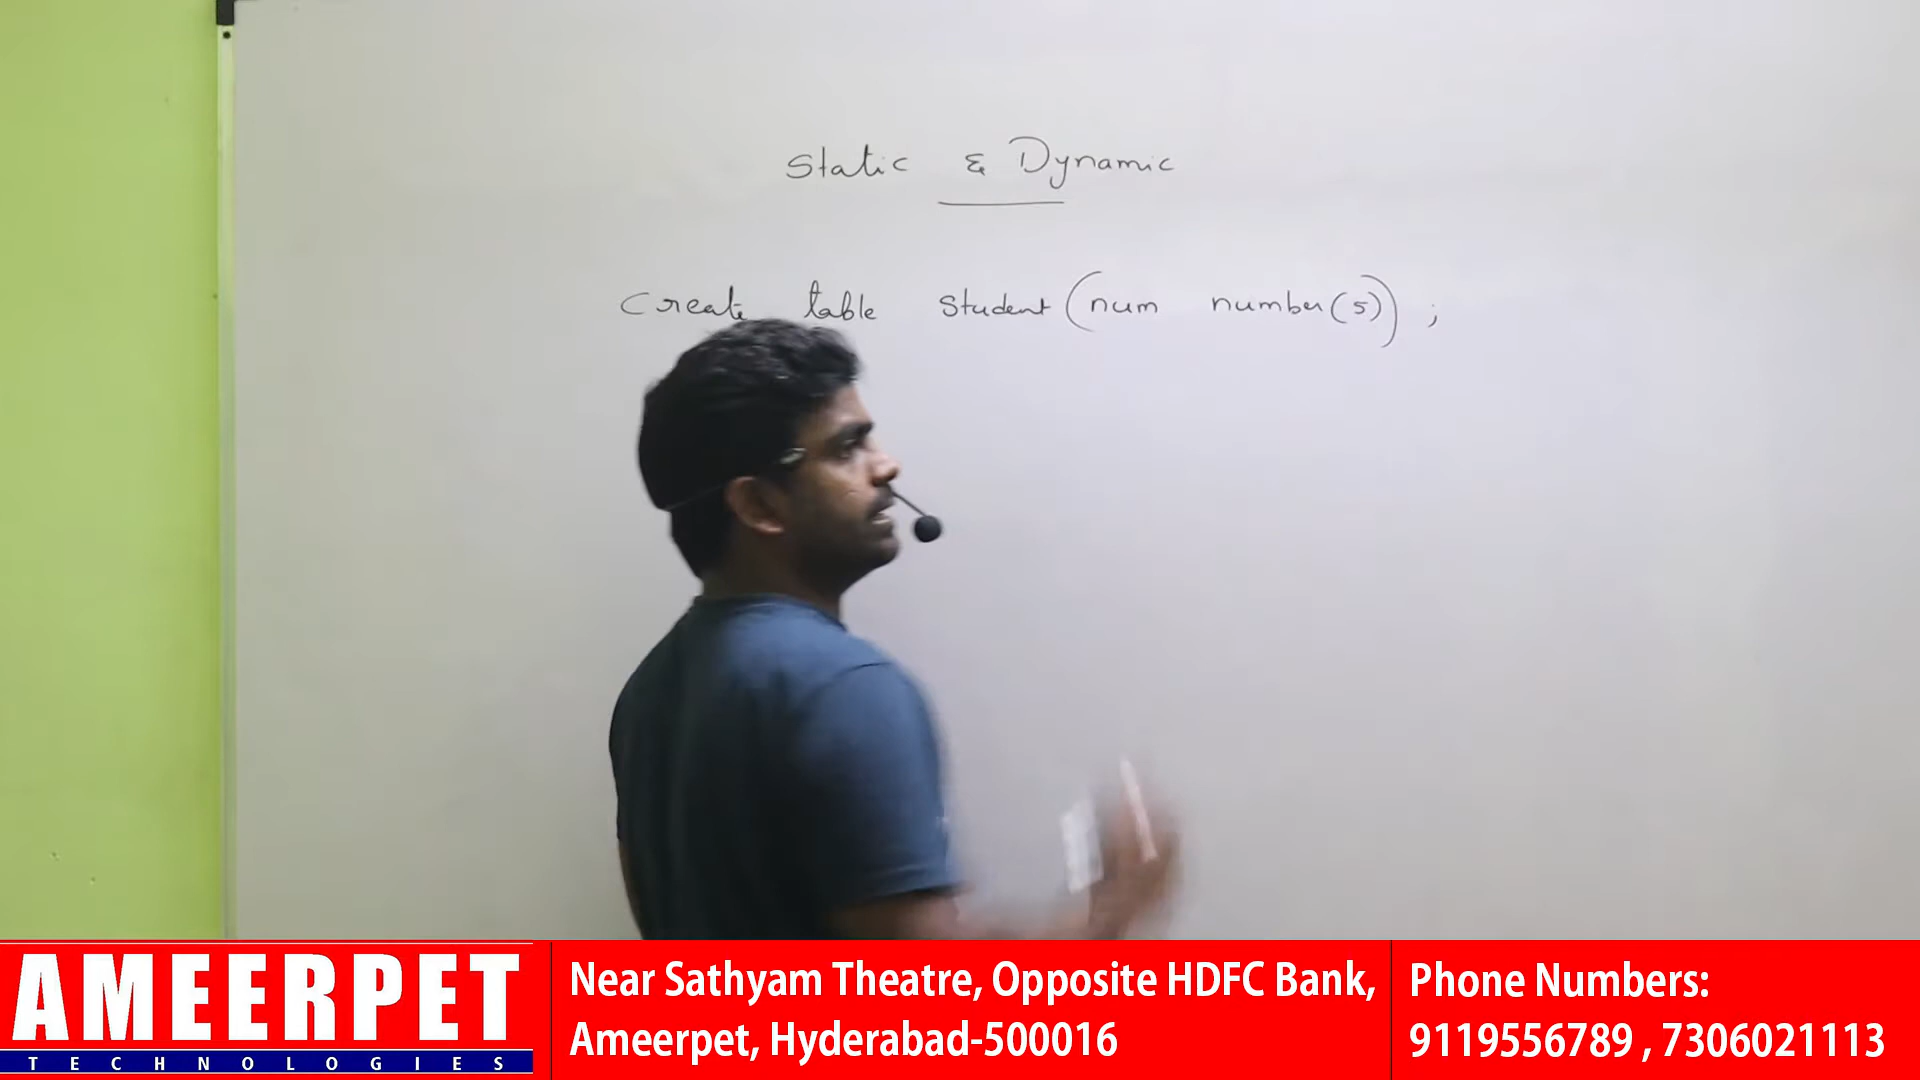 Static & Dynamic
Create table Student (num number(5)) ;
AMEERPET
TECHNOLOGIES
Near Sathyam Theatre, Opposite HDFC Bank,
Ameerpet, Hyderabad-500016
Phone Numbers:
9119556789 , 7306021113